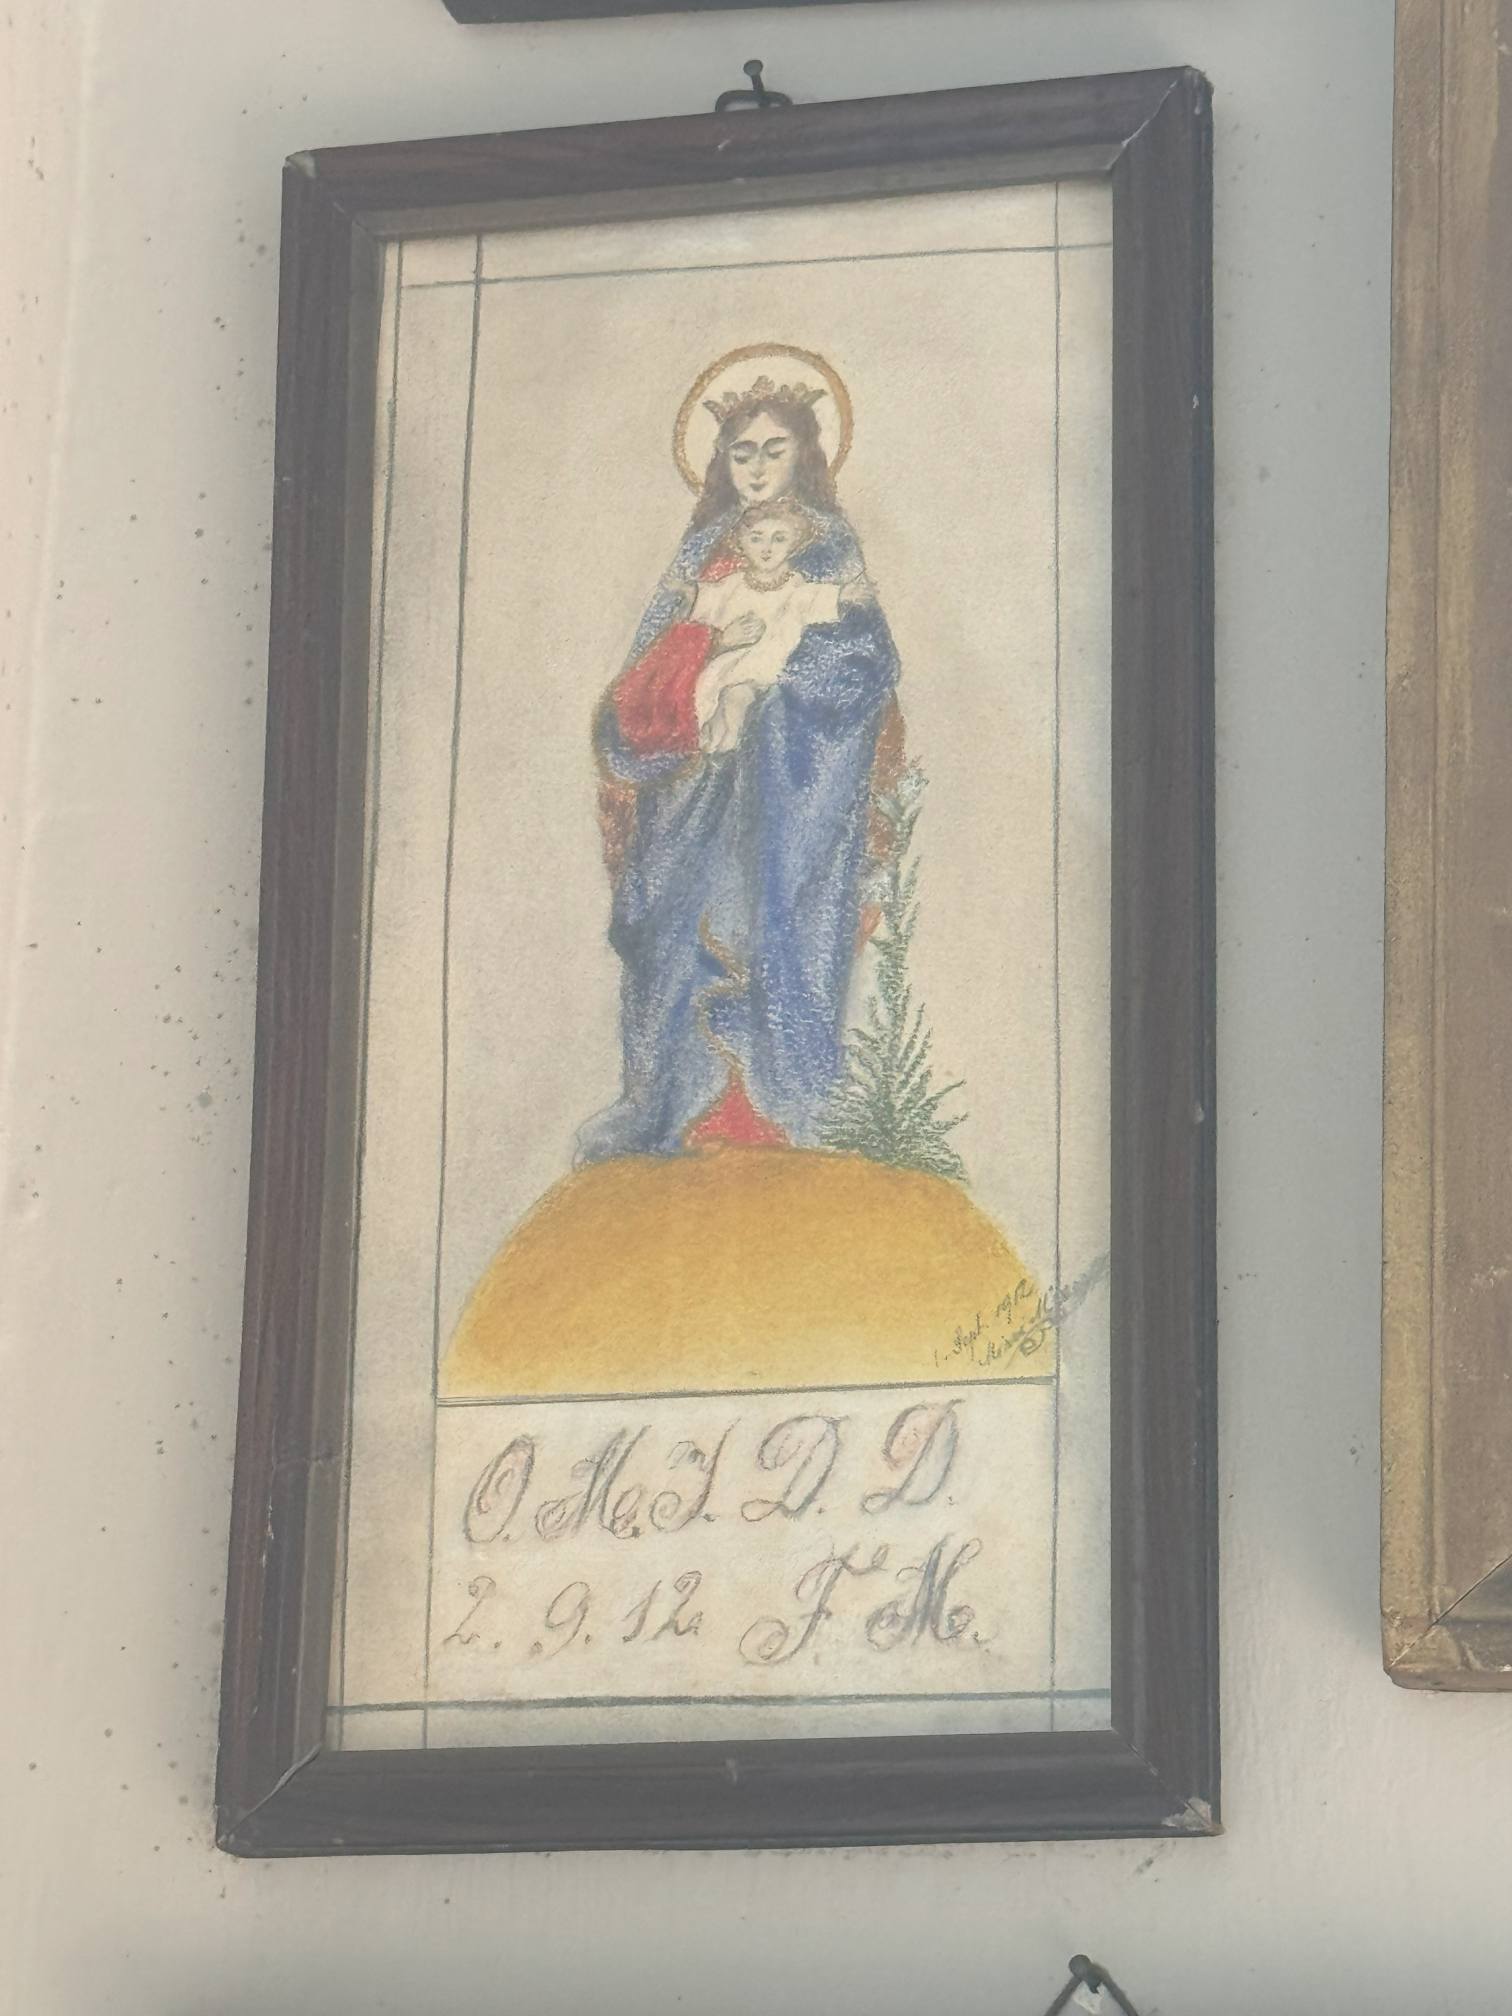 1. Sept. 1912
O. M. J. D. D.
2. 9. 12 F. M.